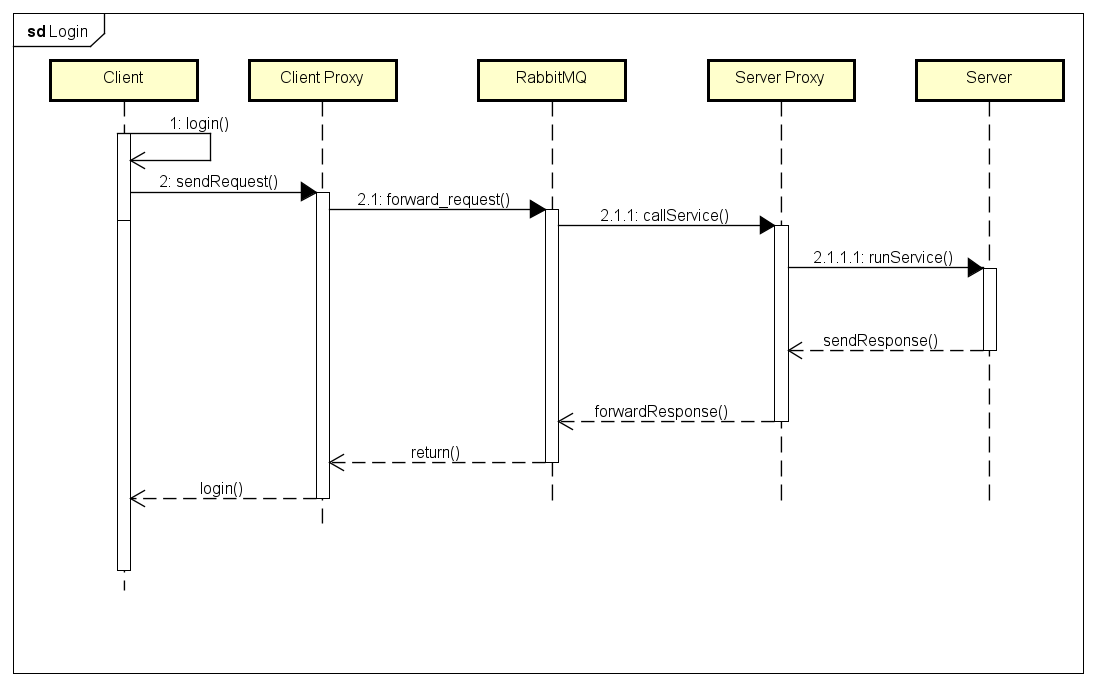 sd Login
Client
Client Proxy
RabbitMQ
Server Proxy
Server
1: login()
2: sendRequest()
2.1: forward_request()
2.1.1: callService()
2.1.1.1: runService()
sendResponse()
forwardResponse()
return()
login()